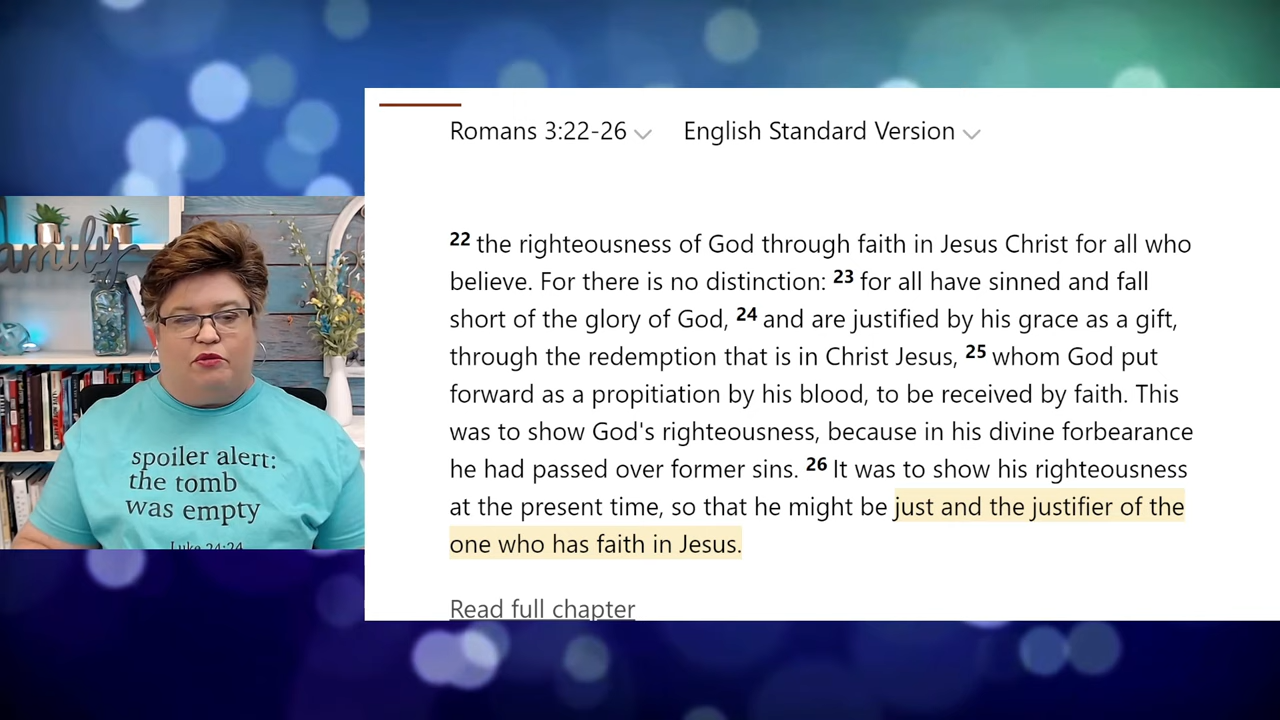 Romans 3:22-26 English Standard Version
22 the righteousness of God through faith in Jesus Christ for all who
believe. For there is no distinction: 23 for all have sinned and fall
short of the glory of God, 24 and are justified by his grace as a gift,
through the redemption that is in Christ Jesus, 25 whom God put
forward as a propitiation by his blood, to be received by faith. This
was to show God's righteousness, because in his divine forbearance
he had passed over former sins. 26 It was to show his righteousness
at the present time, so that he might be just and the justifier of the
one who has faith in Jesus.
Read full chapter
amily
spoiler alert:
the tomb
was empty
Luke 24:24